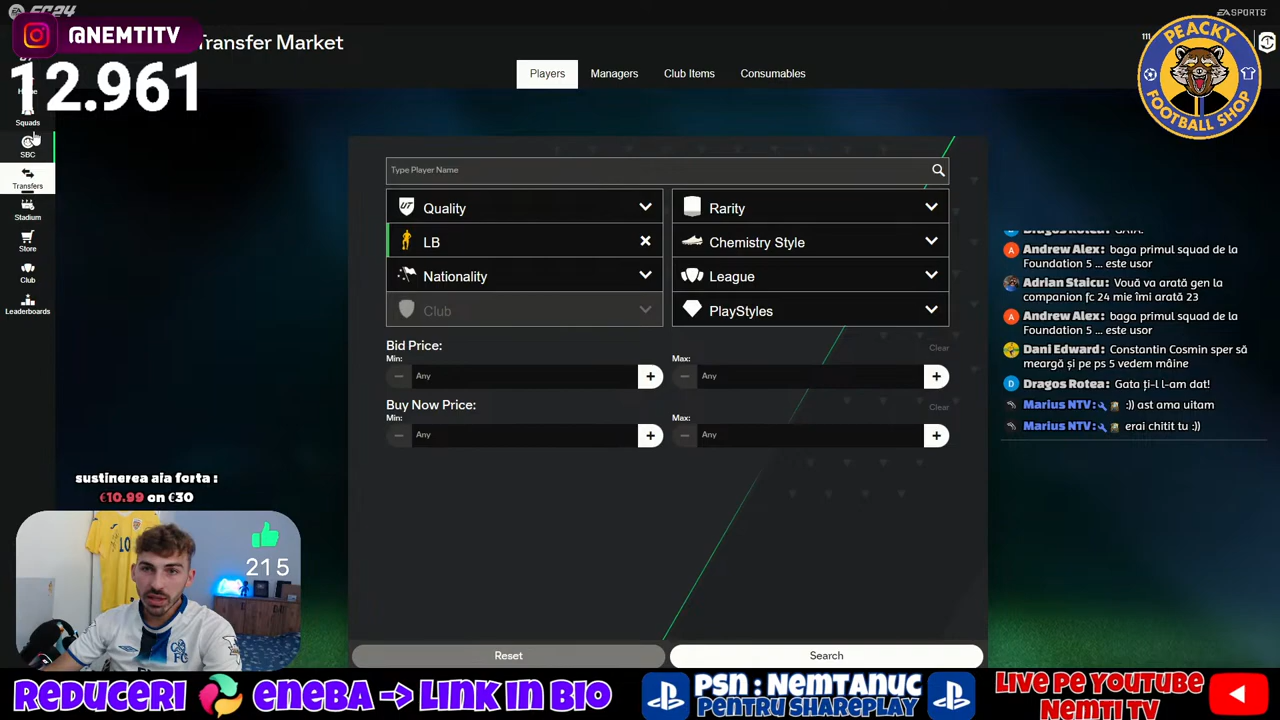 FC24
EA SPORTS
@NEMTITV
Transfer Market
12.961
Players
Managers
Club Items
Consumables
PEACKY
FOOTBALL SHOP
Squads
SBC
Transfers
Stadium
Store
Club
Leaderboards
Type Player Name
Quality
Rarity
LB
Chemistry Style
Nationality
League
Club
PlayStyles
Bid Price:
Clear
Min:
Max:
Any
Any
Buy Now Price:
Clear
Min:
Max:
Any
Any
Reset
Search
Andrew Alex : baga primul squad de la
Foundation 5 ... este usor
Adrian Staicu : Vouă va arată gen la
companion fc 24 mie îmi arată 23
Andrew Alex : baga primul squad de la
Foundation 5 ... este usor
Dani Edward : Constantin Cosmin sper să
meargă și pe ps 5 vedem mâine
Dragos Rotea : Gata ți-l l-am dat!
Marius NTV : :)) ast ama uitam
Marius NTV : erai chitit tu :))
sustinerea aia forta :
€10.99 on €30
215
REDUCERI ENEBA -> LINK IN BIO
PSN : NEMTANUC
PENTRU SHAREPLAY
LIVE PE YOUTUBE
NEMTI TV